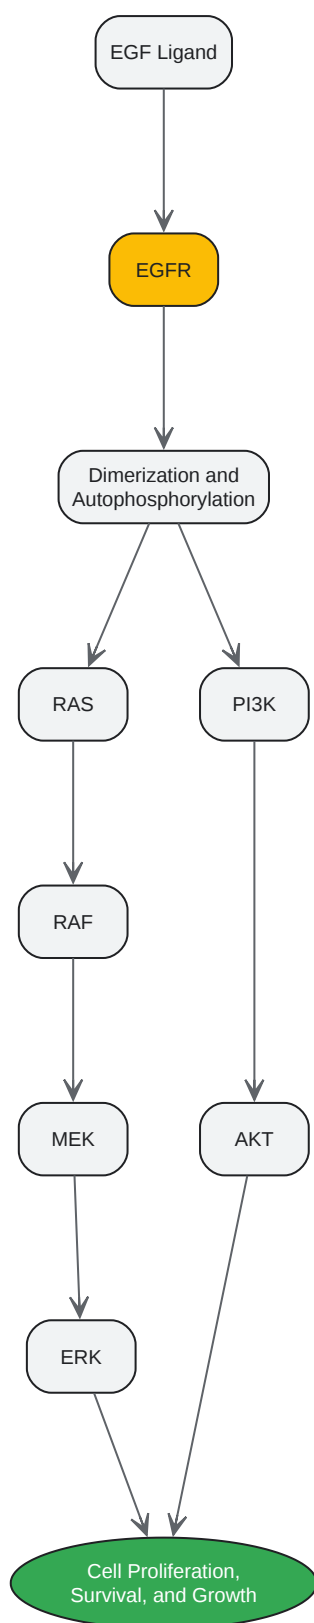 EGF Ligand
EGFR
Dimerization and
Autophosphorylation
RAS
PI3K
RAF
MEK
AKT
ERK
Cell Proliferation,
Survival, and Growth